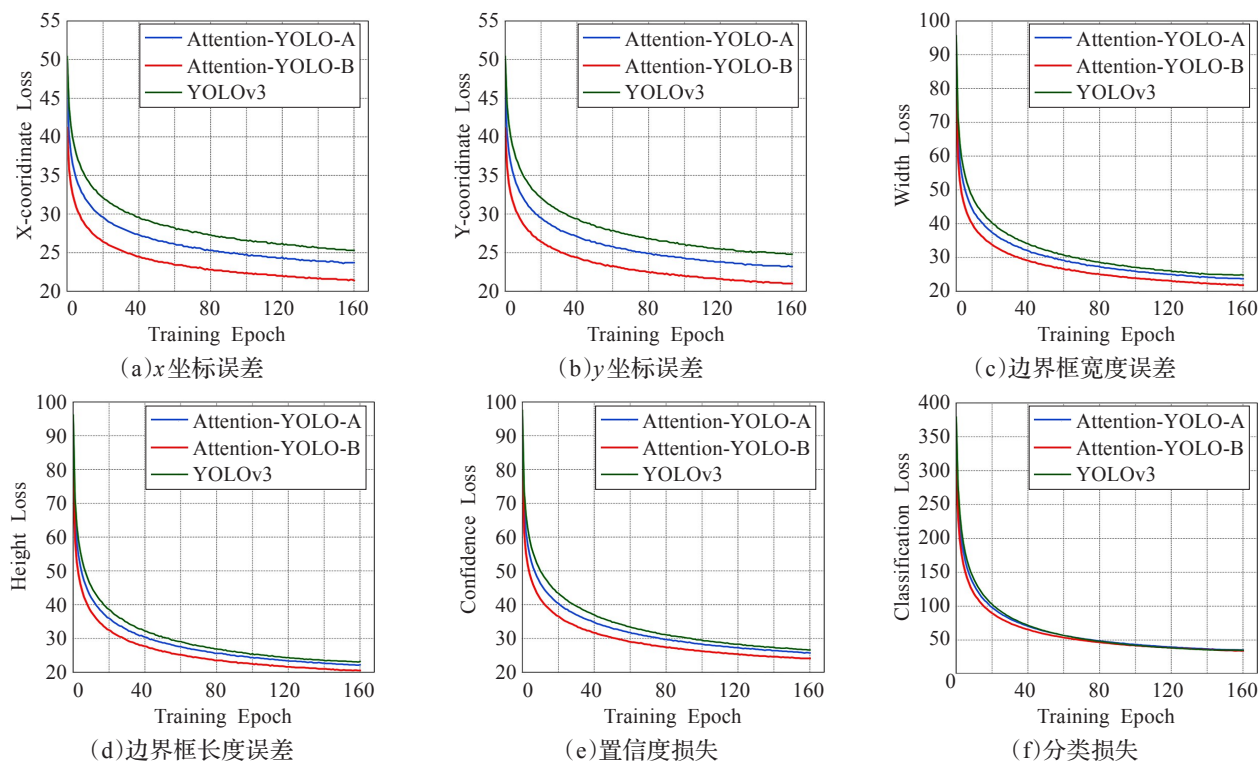 55
50
45
40
35
30
25
20
X-cooridinate Loss
Attention-YOLO-A
Attention-YOLO-B
YOLOv3
0 40 80 120 160
Training Epoch
(a)x坐标误差
55
50
45
40
35
30
25
20
Y-cooridinate Loss
Attention-YOLO-A
Attention-YOLO-B
YOLOv3
0 40 80 120 160
Training Epoch
(b)y坐标误差
100
90
80
70
60
50
40
30
20
Width Loss
Attention-YOLO-A
Attention-YOLO-B
YOLOv3
0 40 80 120 160
Training Epoch
(c)边界框宽度误差
100
90
80
70
60
50
40
30
20
Height Loss
Attention-YOLO-A
Attention-YOLO-B
YOLOv3
0 40 80 120 160
Training Epoch
(d)边界框长度误差
100
90
80
70
60
50
40
30
20
Confidence Loss
Attention-YOLO-A
Attention-YOLO-B
YOLOv3
0 40 80 120 160
Training Epoch
(e)置信度损失
400
350
300
250
200
150
100
50
Classification Loss
Attention-YOLO-A
Attention-YOLO-B
YOLOv3
0 40 80 120 160
Training Epoch
(f)分类损失